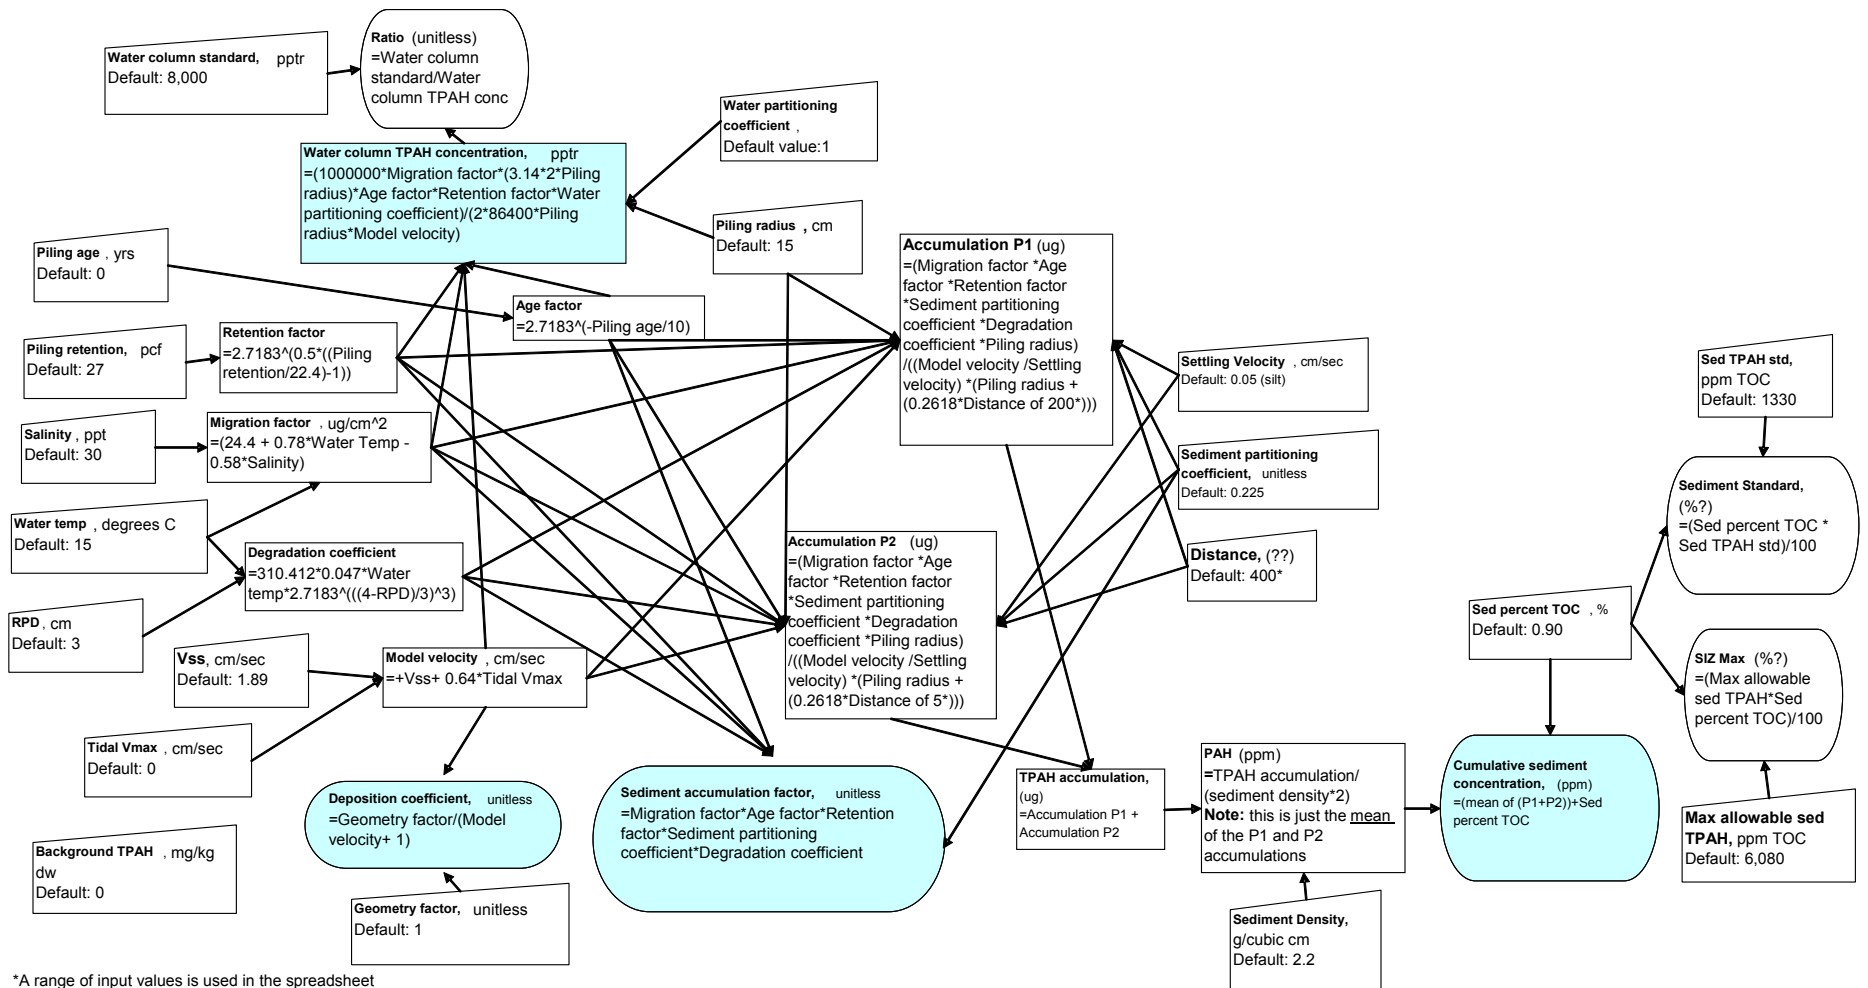 Water column standard, pptr
Default: 8,000
Ratio (unitless)
=Water column
standard/Water
column TPAH conc
Water partitioning
coefficient ,
Default value:1
Water column TPAH concentration, pptr
=(1000000*Migration factor*(3.14*2*Piling
radius)*Age factor*Retention factor*Water
partitioning coefficient)/(2*86400*Piling
radius*Model velocity)
Piling radius , cm
Default: 15
Piling age , yrs
Default: 0
Age factor
=2.7183^(-Piling age/10)
Accumulation P1 (ug)
=(Migration factor *Age
factor *Retention factor
*Sediment partitioning
coefficient *Degradation
coefficient *Piling radius)
/((Model velocity /Settling
velocity) *(Piling radius +
(0.2618*Distance of 200*)))
Piling retention, pcf
Default: 27
Retention factor
=2.7183^(0.5*((Piling
retention/22.4)-1))
Settling Velocity , cm/sec
Default: 0.05 (silt)
Sed TPAH std,
ppm TOC
Default: 1330
Salinity , ppt
Default: 30
Migration factor , ug/cm^2
=(24.4 + 0.78*Water Temp -
0.58*Salinity)
Sediment partitioning
coefficient, unitless
Default: 0.225
Sediment Standard,
(%?)
=(Sed percent TOC *
Sed TPAH std)/100
Water temp , degrees C
Default: 15
Degradation coefficient
=310.412*0.047*Water
temp*2.7183^(((4-RPD)/3)^3)
Accumulation P2 (ug)
=(Migration factor *Age
factor *Retention factor
*Sediment partitioning
coefficient *Degradation
coefficient *Piling radius)
/((Model velocity /Settling
velocity) *(Piling radius +
(0.2618*Distance of 5*)))
Distance, (??)
Default: 400*
RPD , cm
Default: 3
Sed percent TOC , %
Default: 0.90
Vss, cm/sec
Default: 1.89
Model velocity , cm/sec
=+Vss+ 0.64*Tidal Vmax
SIZ Max (%?)
=(Max allowable
sed TPAH*Sed
percent TOC)/100
Tidal Vmax , cm/sec
Default: 0
Deposition coefficient, unitless
=Geometry factor/(Model
velocity+ 1)
Sediment accumulation factor, unitless
=Migration factor*Age factor*Retention
factor*Sediment partitioning
coefficient*Degradation coefficient
TPAH accumulation,
(ug)
=Accumulation P1 +
Accumulation P2
PAH (ppm)
=TPAH accumulation/
(sediment density*2)
Note: this is just the mean
of the P1 and P2
accumulations
Cumulative sediment
concentration, (ppm)
=(mean of (P1+P2))+Sed
percent TOC
Max allowable sed
TPAH, ppm TOC
Default: 6,080
Background TPAH , mg/kg
dw
Default: 0
Geometry factor, unitless
Default: 1
Sediment Density,
g/cubic cm
Default: 2.2
*A range of input values is used in the spreadsheet